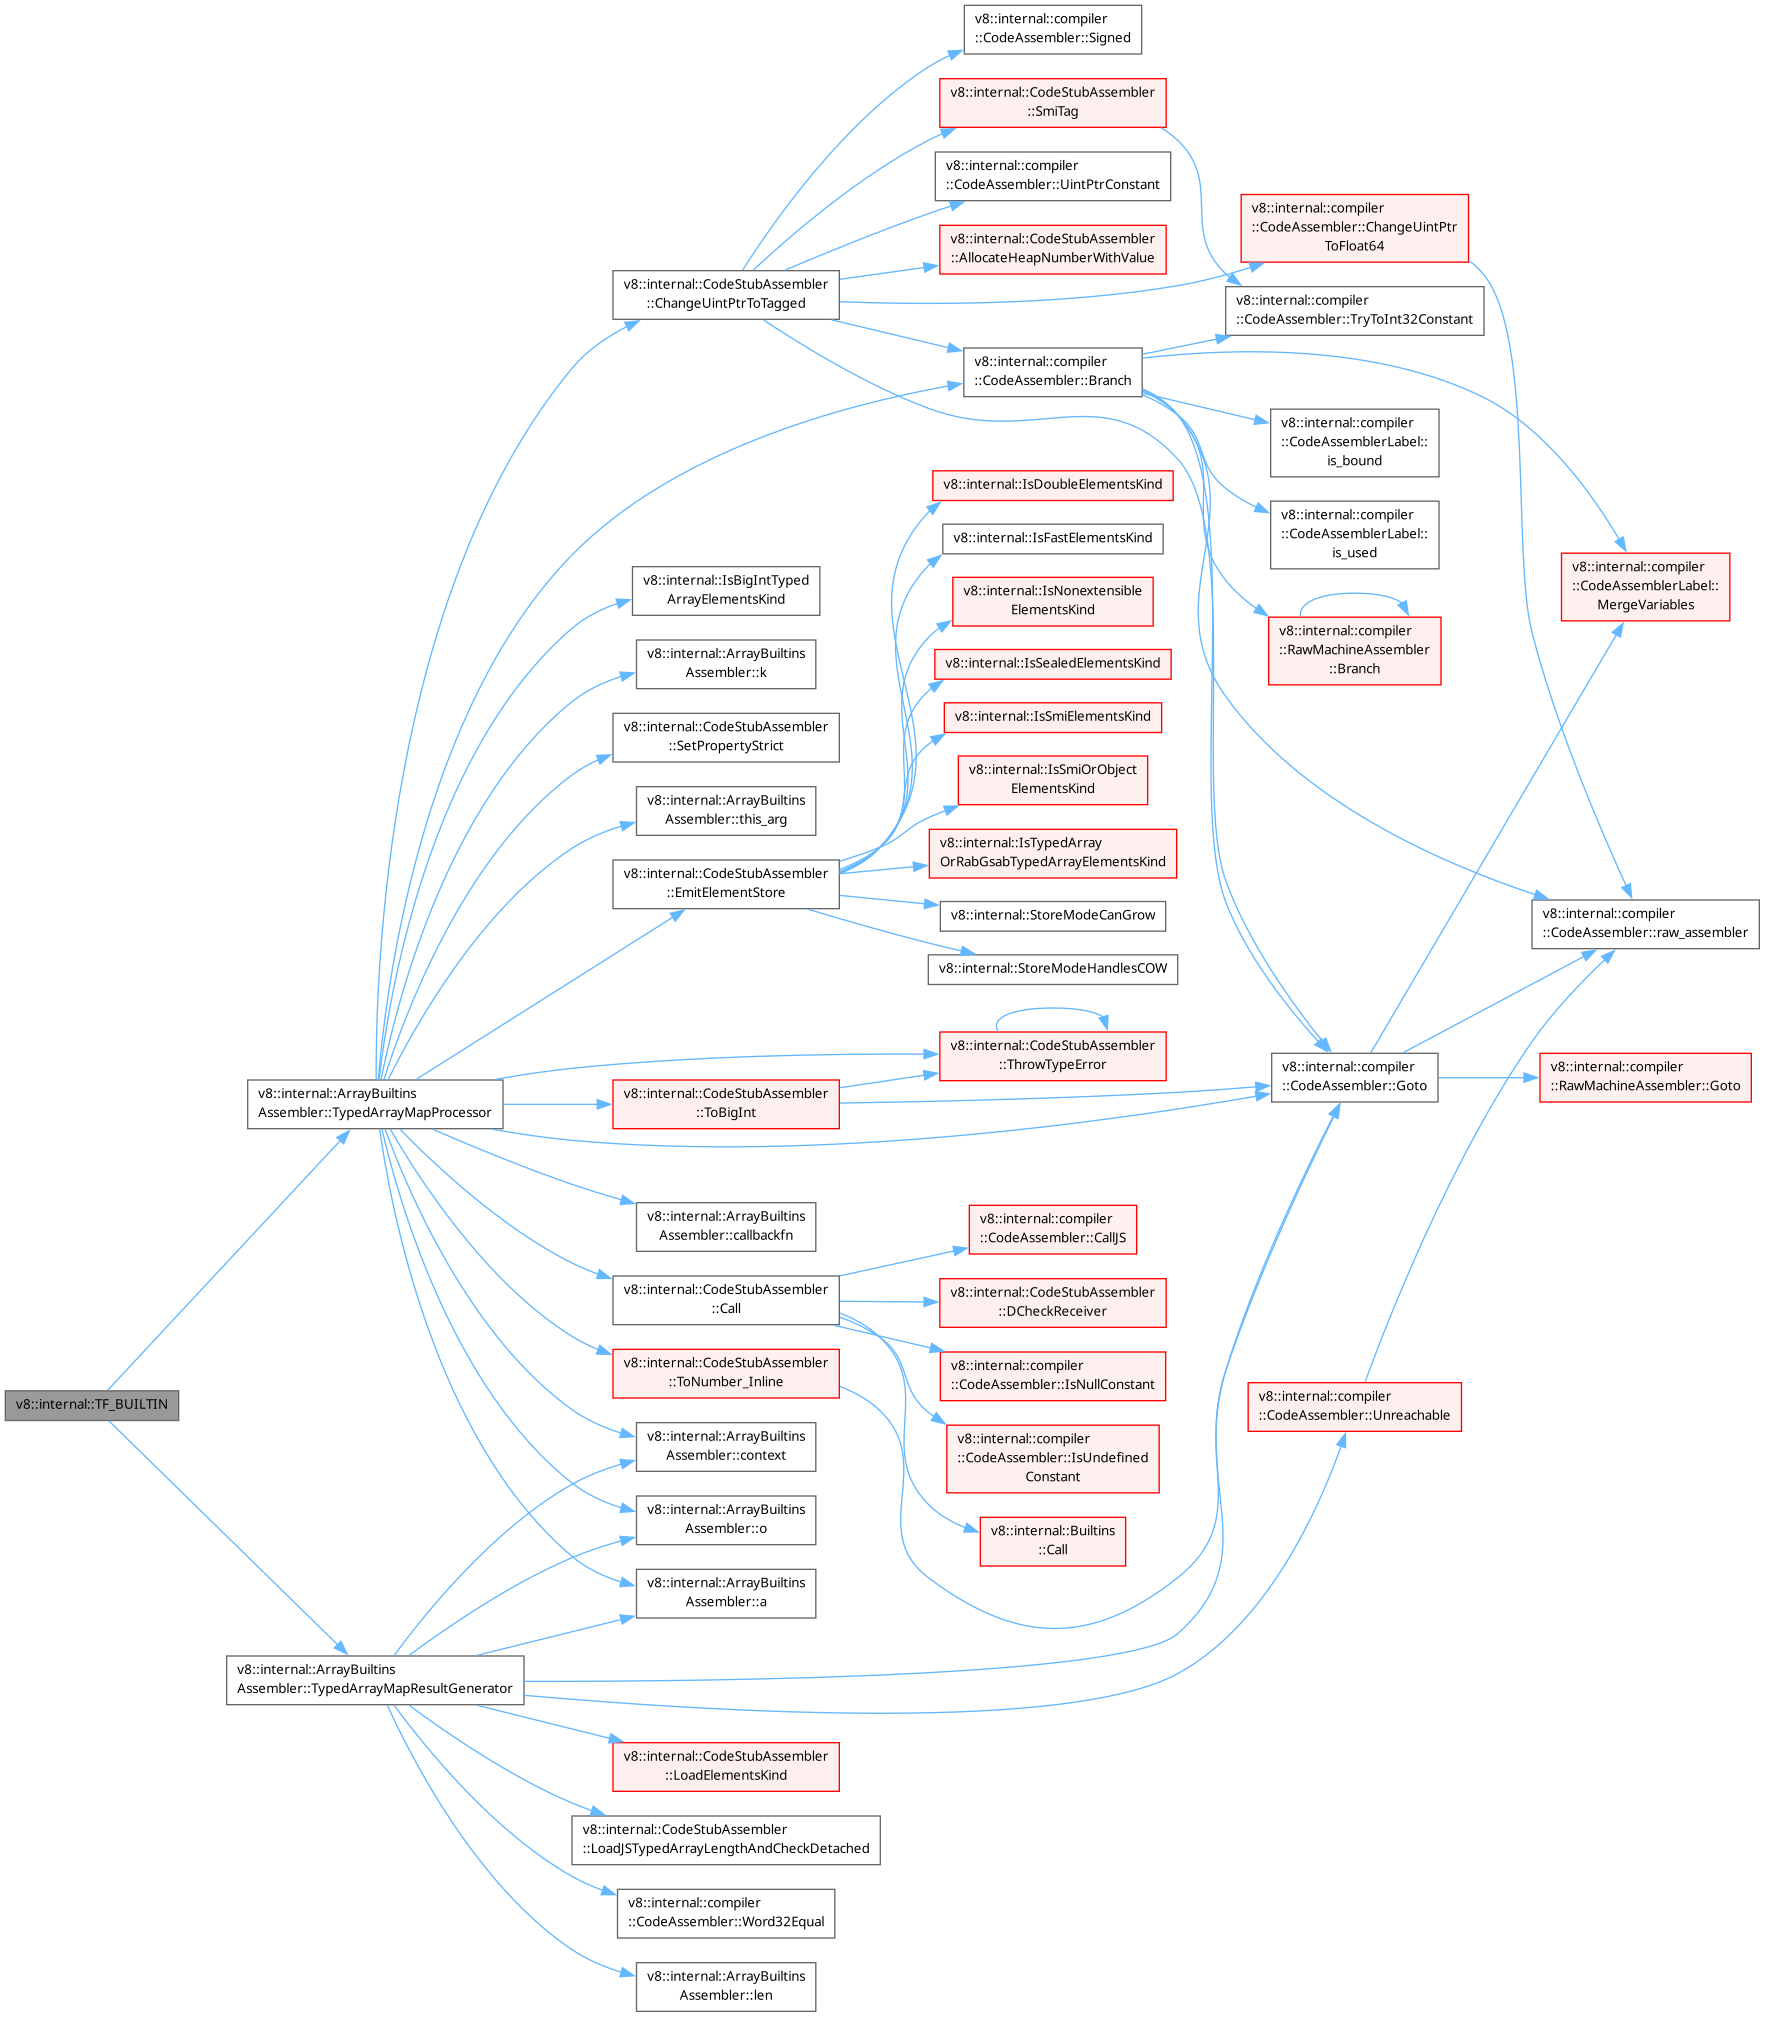 v8::internal::compiler
::CodeAssembler::Signed
v8::internal::CodeStubAssembler
::SmiTag
v8::internal::compiler
::CodeAssembler::UintPtrConstant
v8::internal::compiler
::CodeAssembler::ChangeUintPtr
ToFloat64
v8::internal::CodeStubAssembler
::AllocateHeapNumberWithValue
v8::internal::CodeStubAssembler
::ChangeUintPtrToTagged
v8::internal::compiler
::CodeAssembler::TryToInt32Constant
v8::internal::compiler
::CodeAssembler::Branch
v8::internal::compiler
::CodeAssemblerLabel::
is_bound
v8::internal::IsDoubleElementsKind
v8::internal::compiler
::CodeAssemblerLabel::
is_used
v8::internal::IsFastElementsKind
v8::internal::compiler
::CodeAssemblerLabel::
MergeVariables
v8::internal::IsBigIntTyped
ArrayElementsKind
v8::internal::IsNonextensible
ElementsKind
v8::internal::compiler
::RawMachineAssembler
::Branch
v8::internal::ArrayBuiltins
Assembler::k
v8::internal::IsSealedElementsKind
v8::internal::IsSmiElementsKind
v8::internal::CodeStubAssembler
::SetPropertyStrict
v8::internal::IsSmiOrObject
ElementsKind
v8::internal::ArrayBuiltins
Assembler::this_arg
v8::internal::IsTypedArray
OrRabGsabTypedArrayElementsKind
v8::internal::CodeStubAssembler
::EmitElementStore
v8::internal::StoreModeCanGrow
v8::internal::compiler
::CodeAssembler::raw_assembler
v8::internal::StoreModeHandlesCOW
v8::internal::CodeStubAssembler
::ThrowTypeError
v8::internal::compiler
::CodeAssembler::Goto
v8::internal::compiler
::RawMachineAssembler::Goto
v8::internal::ArrayBuiltins
Assembler::TypedArrayMapProcessor
v8::internal::CodeStubAssembler
::ToBigInt
v8::internal::ArrayBuiltins
Assembler::callbackfn
v8::internal::compiler
::CodeAssembler::CallJS
v8::internal::CodeStubAssembler
::Call
v8::internal::CodeStubAssembler
::DCheckReceiver
v8::internal::CodeStubAssembler
::ToNumber_Inline
v8::internal::compiler
::CodeAssembler::IsNullConstant
v8::internal::TF_BUILTIN
v8::internal::compiler
::CodeAssembler::Unreachable
v8::internal::ArrayBuiltins
Assembler::context
v8::internal::compiler
::CodeAssembler::IsUndefined
Constant
v8::internal::ArrayBuiltins
Assembler::o
v8::internal::Builtins
::Call
v8::internal::ArrayBuiltins
Assembler::a
v8::internal::ArrayBuiltins
Assembler::TypedArrayMapResultGenerator
v8::internal::CodeStubAssembler
::LoadElementsKind
v8::internal::CodeStubAssembler
::LoadJSTypedArrayLengthAndCheckDetached
v8::internal::compiler
::CodeAssembler::Word32Equal
v8::internal::ArrayBuiltins
Assembler::len